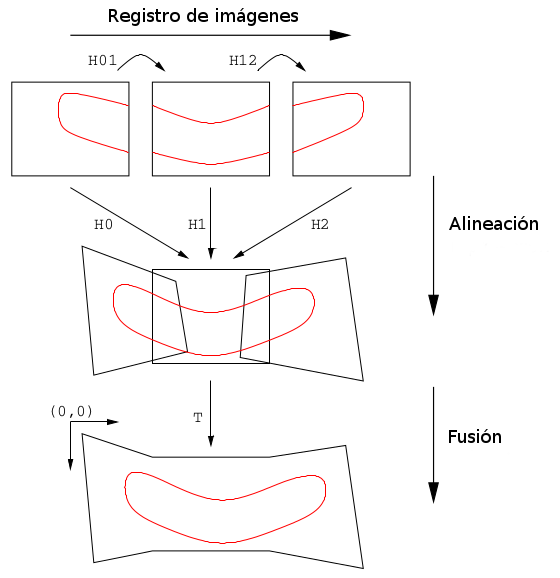 Registro de imágenes
H01
H12
H0
H1
H2
Alineación
(0,0)
T
Fusión